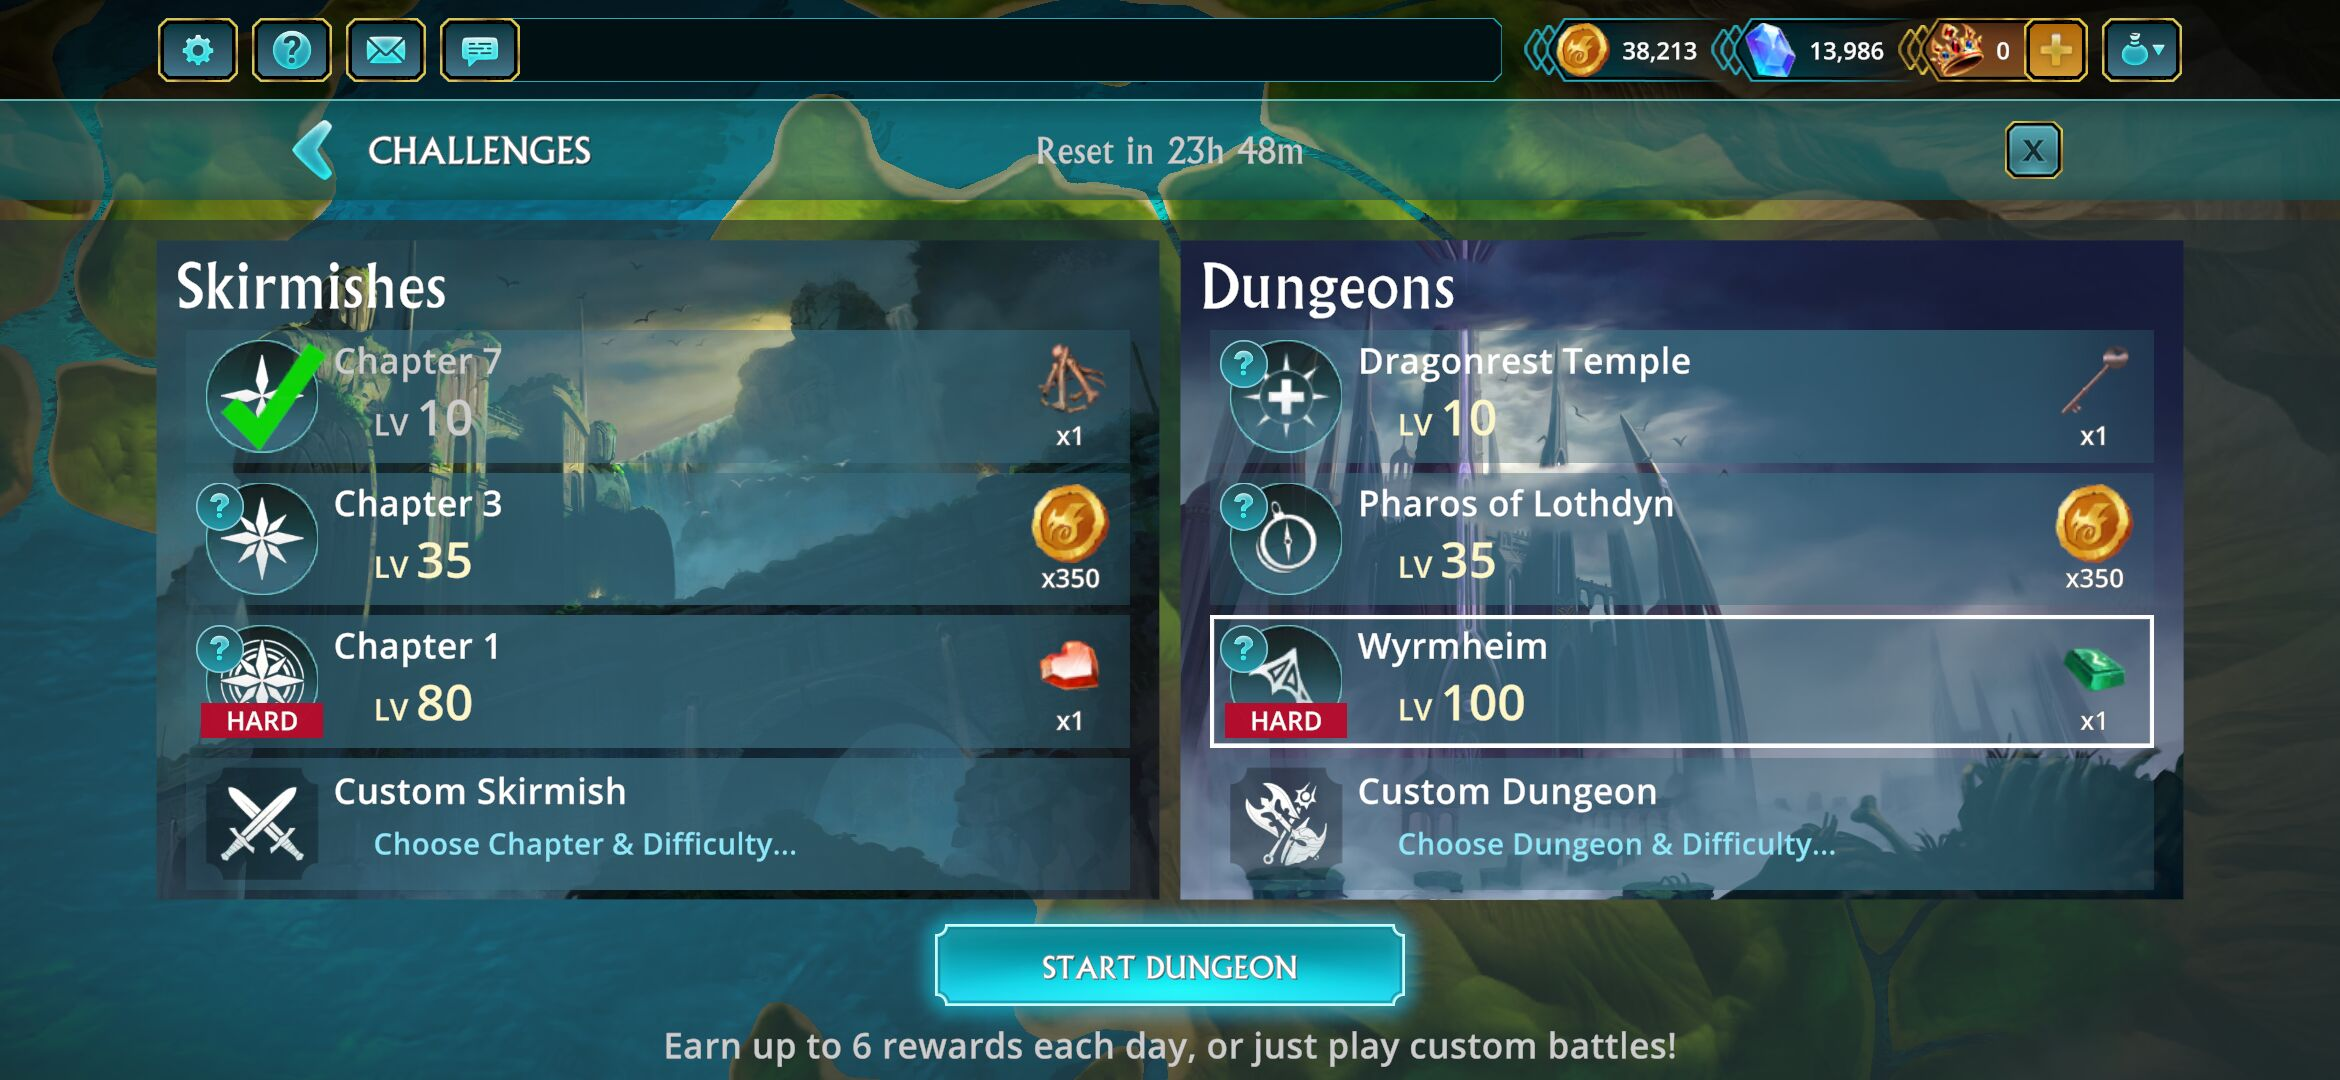 38,213
13,986
0
CHALLENGES
Reset in 23h 48m
X
Skirmishes
Chapter 7
LV 10
x1
?
Chapter 3
LV 35
x350
?
Chapter 1
LV 80
HARD
x1
Custom Skirmish
Choose Chapter & Difficulty...
Dungeons
?
Dragonrest Temple
LV 10
x1
?
Pharos of Lothdyn
LV 35
x350
?
Wyrmheim
LV 100
HARD
x1
Custom Dungeon
Choose Dungeon & Difficulty...
START DUNGEON
Earn up to 6 rewards each day, or just play custom battles!